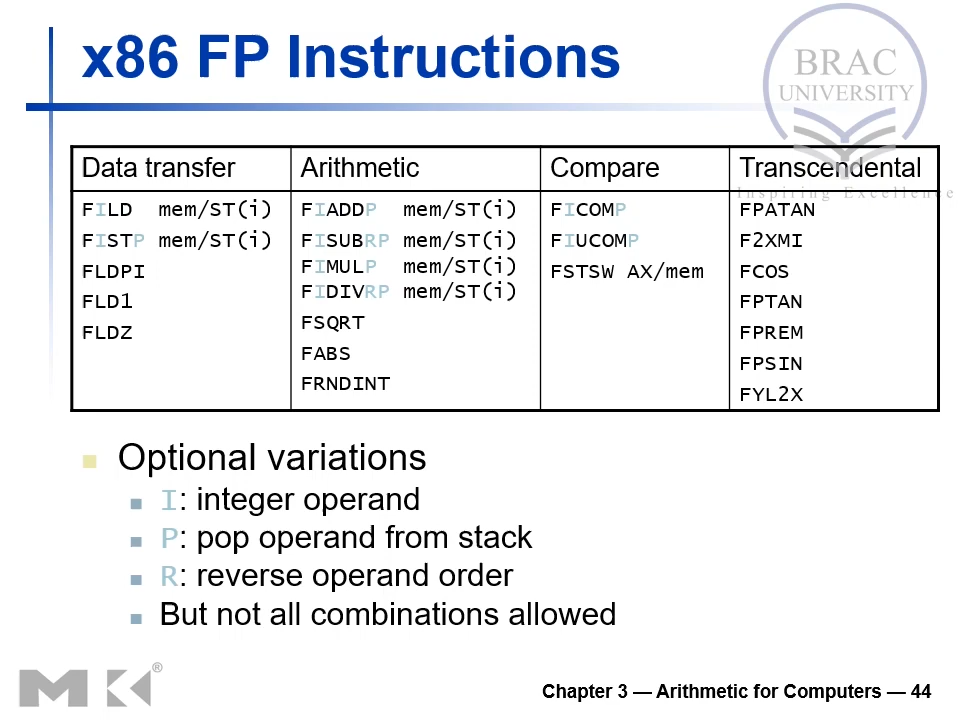 x86 FP Instructions
BRAC
UNIVERSITY
Inspiring Excellence
Data transfer
FILD mem/ST(i)
FISTP mem/ST(i)
FLDPI
FLD1
FLDZ
Arithmetic
FIADDP mem/ST(i)
FISUBRP mem/ST(i)
FIMULP mem/ST(i)
FIDIVRP mem/ST(i)
FSQRT
FABS
FRNDINT
Compare
FICOMP
FIUCOMP
FSTSW AX/mem
Transcendental
FPATAN
F2XMI
FCOS
FPTAN
FPREM
FPSIN
FYL2X
Optional variations
I: integer operand
P: pop operand from stack
R: reverse operand order
But not all combinations allowed
MK®
Chapter 3 — Arithmetic for Computers — 44